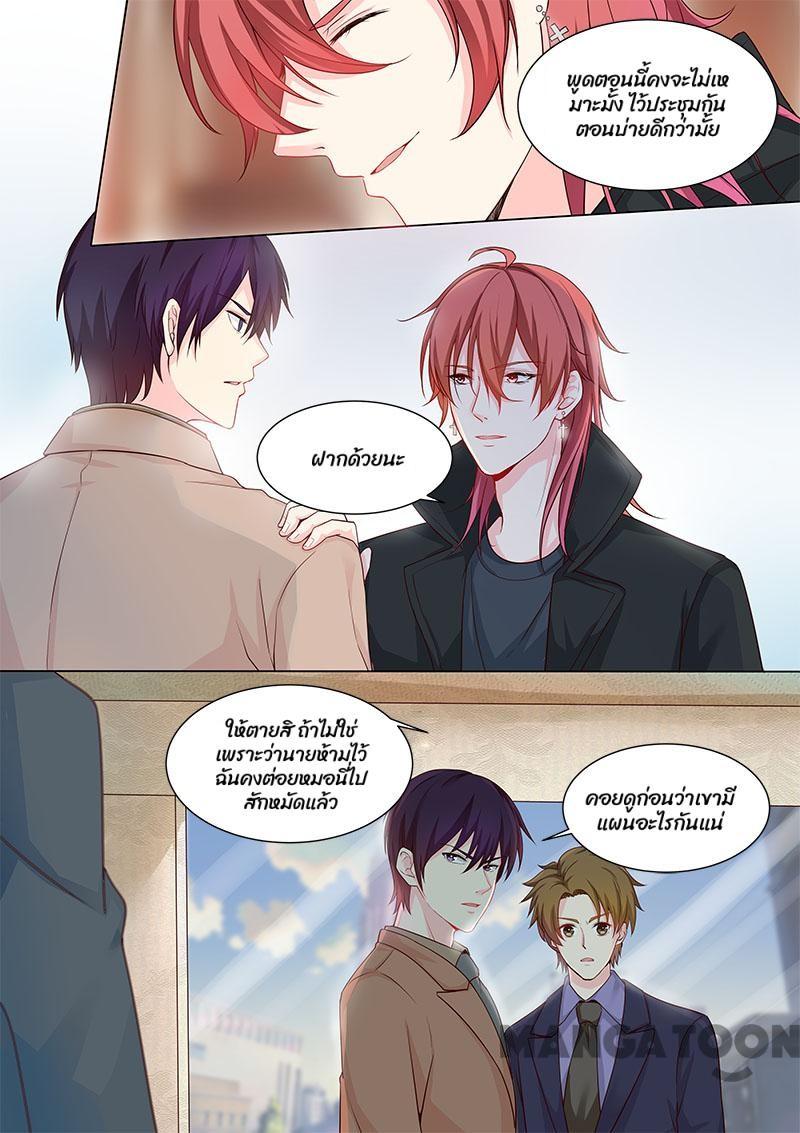 พูดตอนนี้คงจะไม่เห
มาะมั้ง ไว้ประชุมกัน
ตอนบ่ายดีกว่ามั้ย
ฝากด้วยนะ
ให้ตายสิ ถ้าไม่ใช่
เพราะว่านายห้ามไว้
ฉันคงต่อยหมอนี่ไป
สักหมัดแล้ว
คอยดูก่อนว่าเขามี
แผนอะไรกันแน่
MANGATOON